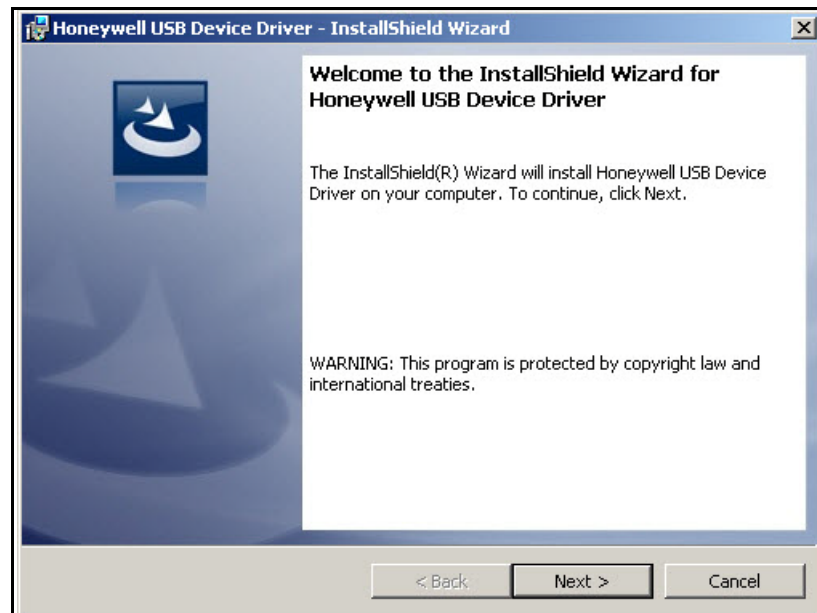 Honeywell USB Device Driver - InstallShield Wizard
Welcome to the InstallShield Wizard for
Honeywell USB Device Driver
The InstallShield(R) Wizard will install Honeywell USB Device
Driver on your computer. To continue, click Next.
WARNING: This program is protected by copyright law and
international treaties.
< Back
Next >
Cancel